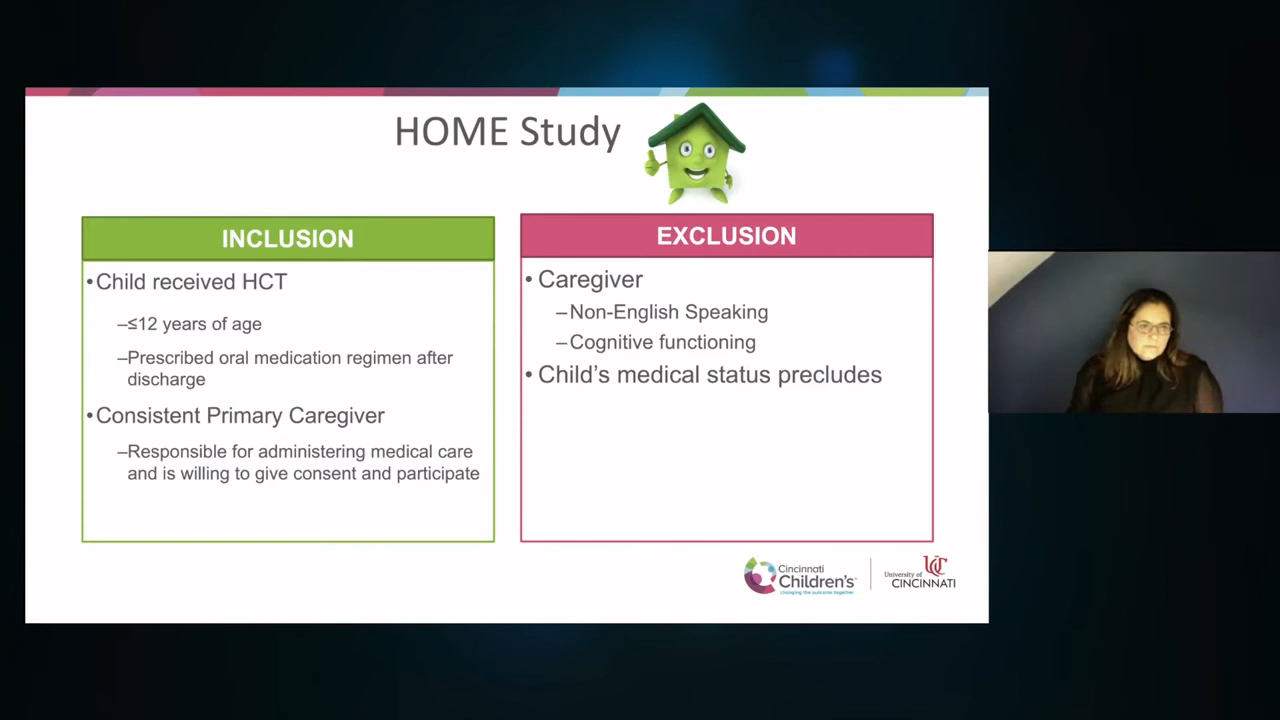 HOME Study
INCLUSION
•Child received HCT
–≤12 years of age
–Prescribed oral medication regimen after
discharge
•Consistent Primary Caregiver
–Responsible for administering medical care
and is willing to give consent and participate
EXCLUSION
• Caregiver
–Non-English Speaking
–Cognitive functioning
• Child’s medical status precludes
Cincinnati
Children's
changing the outcome together
University of
CINCINNATI
UC